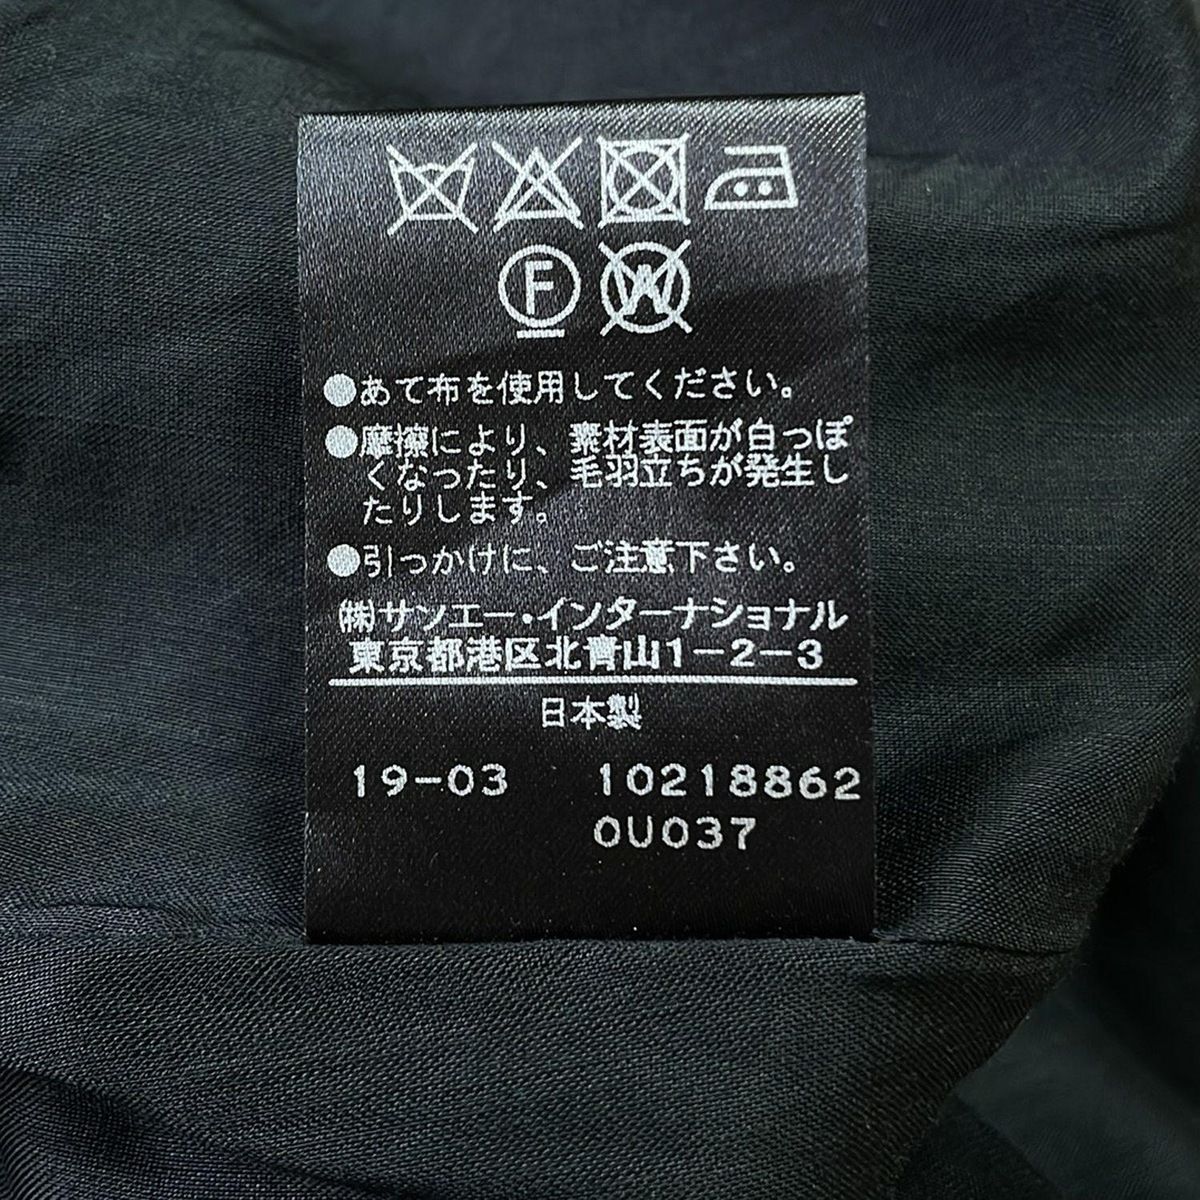 F W
●あて布を使用してください。
●摩擦により、素材表面が白っぽ
くなったり、毛羽立ちが発生し
たりします。
●引っかけに、ご注意下さい。
㈱サンエー・インターナショナル
東京都港区北青山1-2-3
日本製
19-03 10218862
0U037